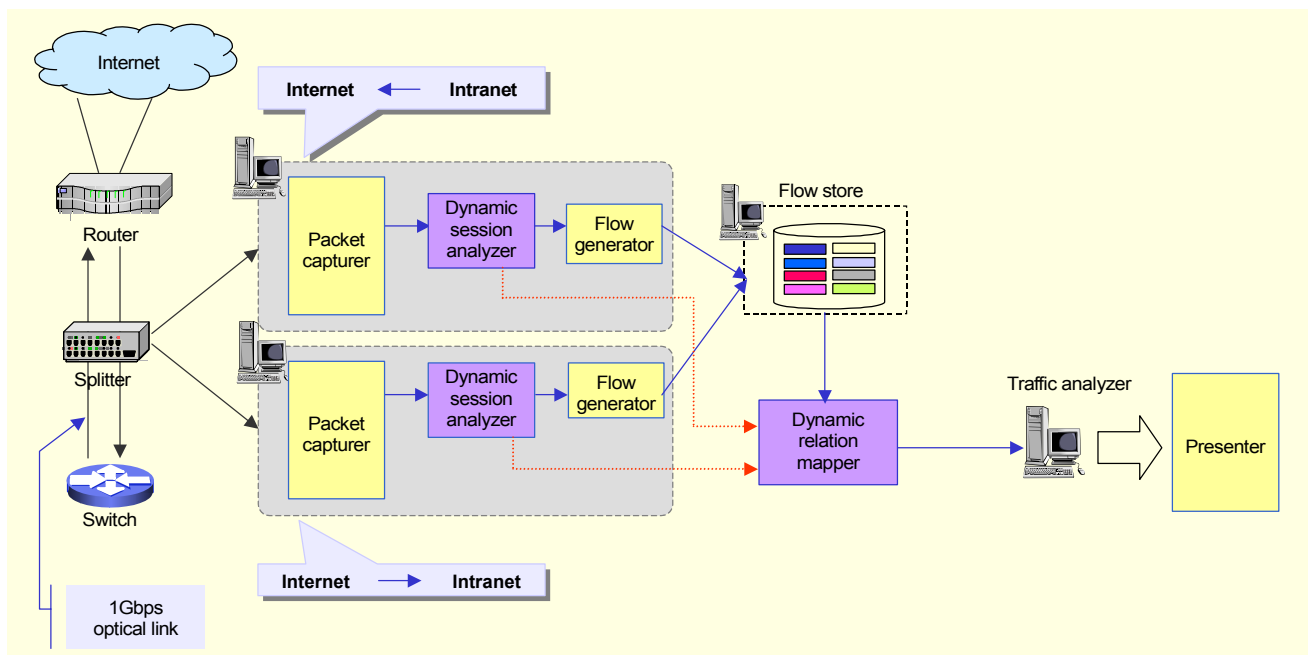 Internet
Internet Intranet
Router
Splitter
Switch
1Gbps
optical link
Packet
capturer
Dynamic
session
analyzer
Flow
generator
Packet
capturer
Dynamic
session
analyzer
Flow
generator
Internet Intranet
Flow store
Dynamic
relation
mapper
Traffic analyzer
Presenter